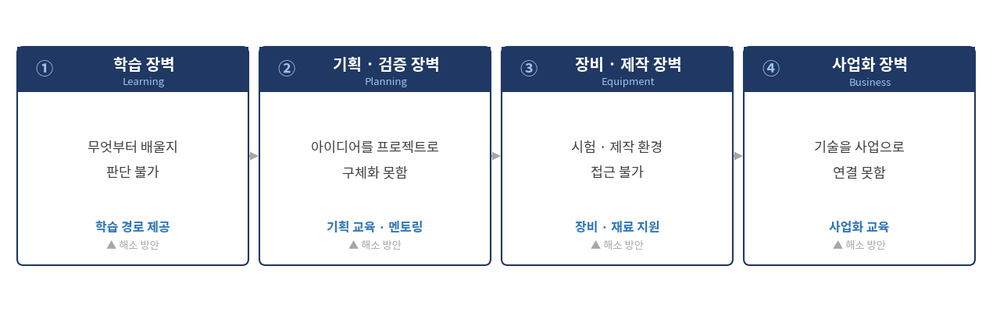 ① 학습 장벽
Learning
무엇부터 배울지
판단 불가
학습 경로 제공
▲ 해소 방안
② 기획 · 검증 장벽
Planning
아이디어를 프로젝트로
구체화 못함
기획 교육 · 멘토링
▲ 해소 방안
③ 장비 · 제작 장벽
Equipment
시험 · 제작 환경
접근 불가
장비 · 재료 지원
▲ 해소 방안
④ 사업화 장벽
Business
기술을 사업으로
연결 못함
사업화 교육
▲ 해소 방안